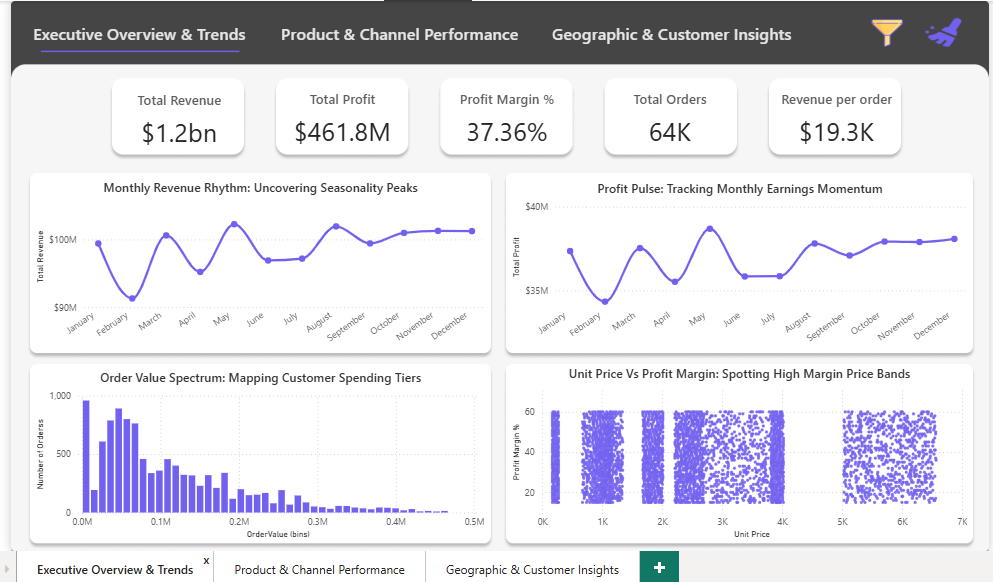 Executive Overview & Trends
Product & Channel Performance
Geographic & Customer Insights
Total Revenue
$1.2bn
Total Profit
$461.8M
Profit Margin %
37.36%
Total Orders
64K
Revenue per order
$19.3K
Monthly Revenue Rhythm: Uncovering Seasonality Peaks
Total Revenue
$100M
$90M
January
February
March
April
May
June
July
August
September
October
November
December
Profit Pulse: Tracking Monthly Earnings Momentum
Total Profit
$40M
$35M
January
February
March
April
May
June
July
August
September
October
November
December
Order Value Spectrum: Mapping Customer Spending Tiers
Number of Orderss
1,000
500
0
0.0M
0.1M
0.2M
0.3M
0.4M
0.5M
OrderValue (bins)
Unit Price Vs Profit Margin: Spotting High Margin Price Bands
Profit Margin %
60
40
20
0K
1K
2K
3K
4K
5K
6K
7K
Unit Price
Executive Overview & Trends
x
Product & Channel Performance
Geographic & Customer Insights
+